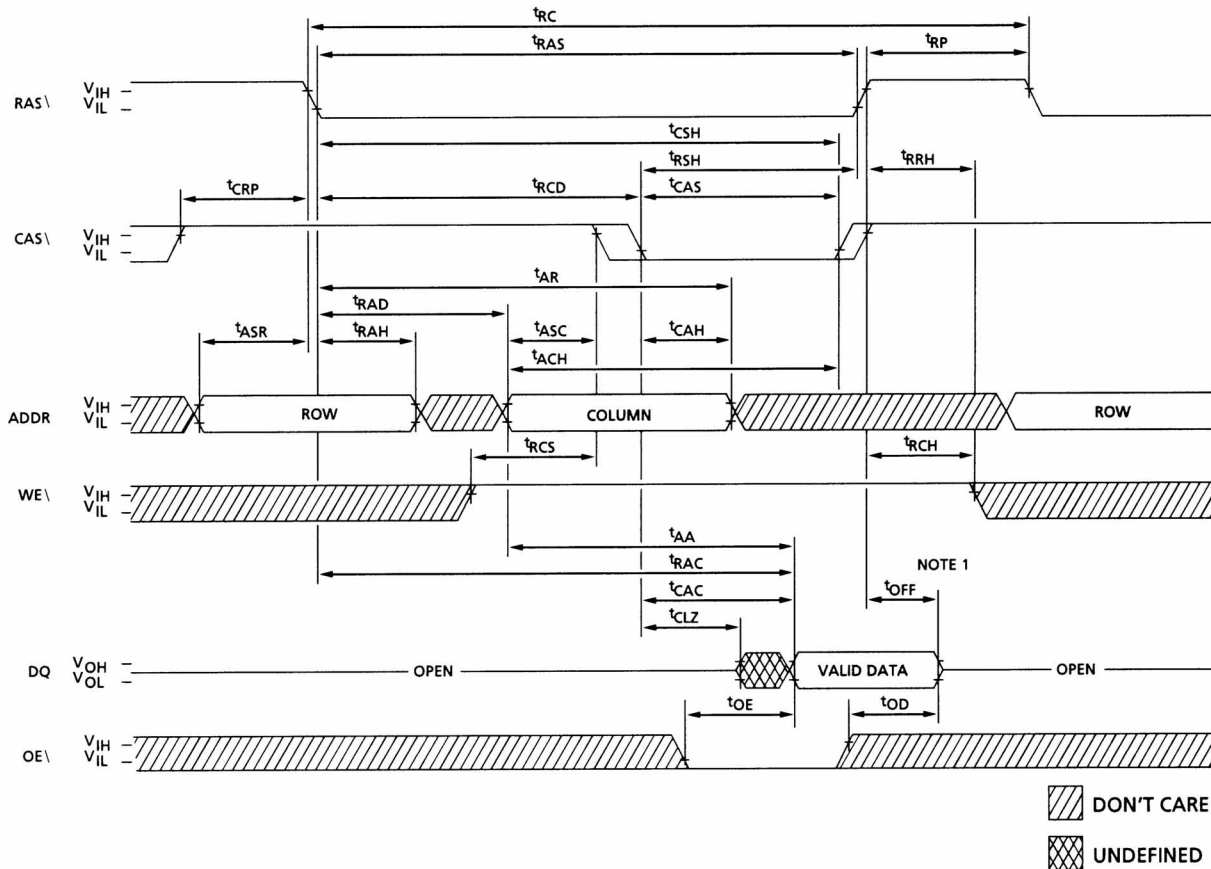 tRC
tRAS
tRP
RAS\
VIH
VIL
tCSH
tRSH
tRRH
tCRP
tRCD
tCAS
CAS\
VIH
VIL
tAR
tRAD
tASR
tRAH
tASC
tCAH
tACH
ADDR
VIH
VIL
ROW
COLUMN
ROW
tRCS
tRCH
WE\
VIH
VIL
tAA
tRAC
NOTE 1
tCAC
tOFF
tCLZ
DQ
VOH
VOL
OPEN
VALID DATA
OPEN
tOE
tOD
OE\
VIH
VIL
DON'T CARE
UNDEFINED